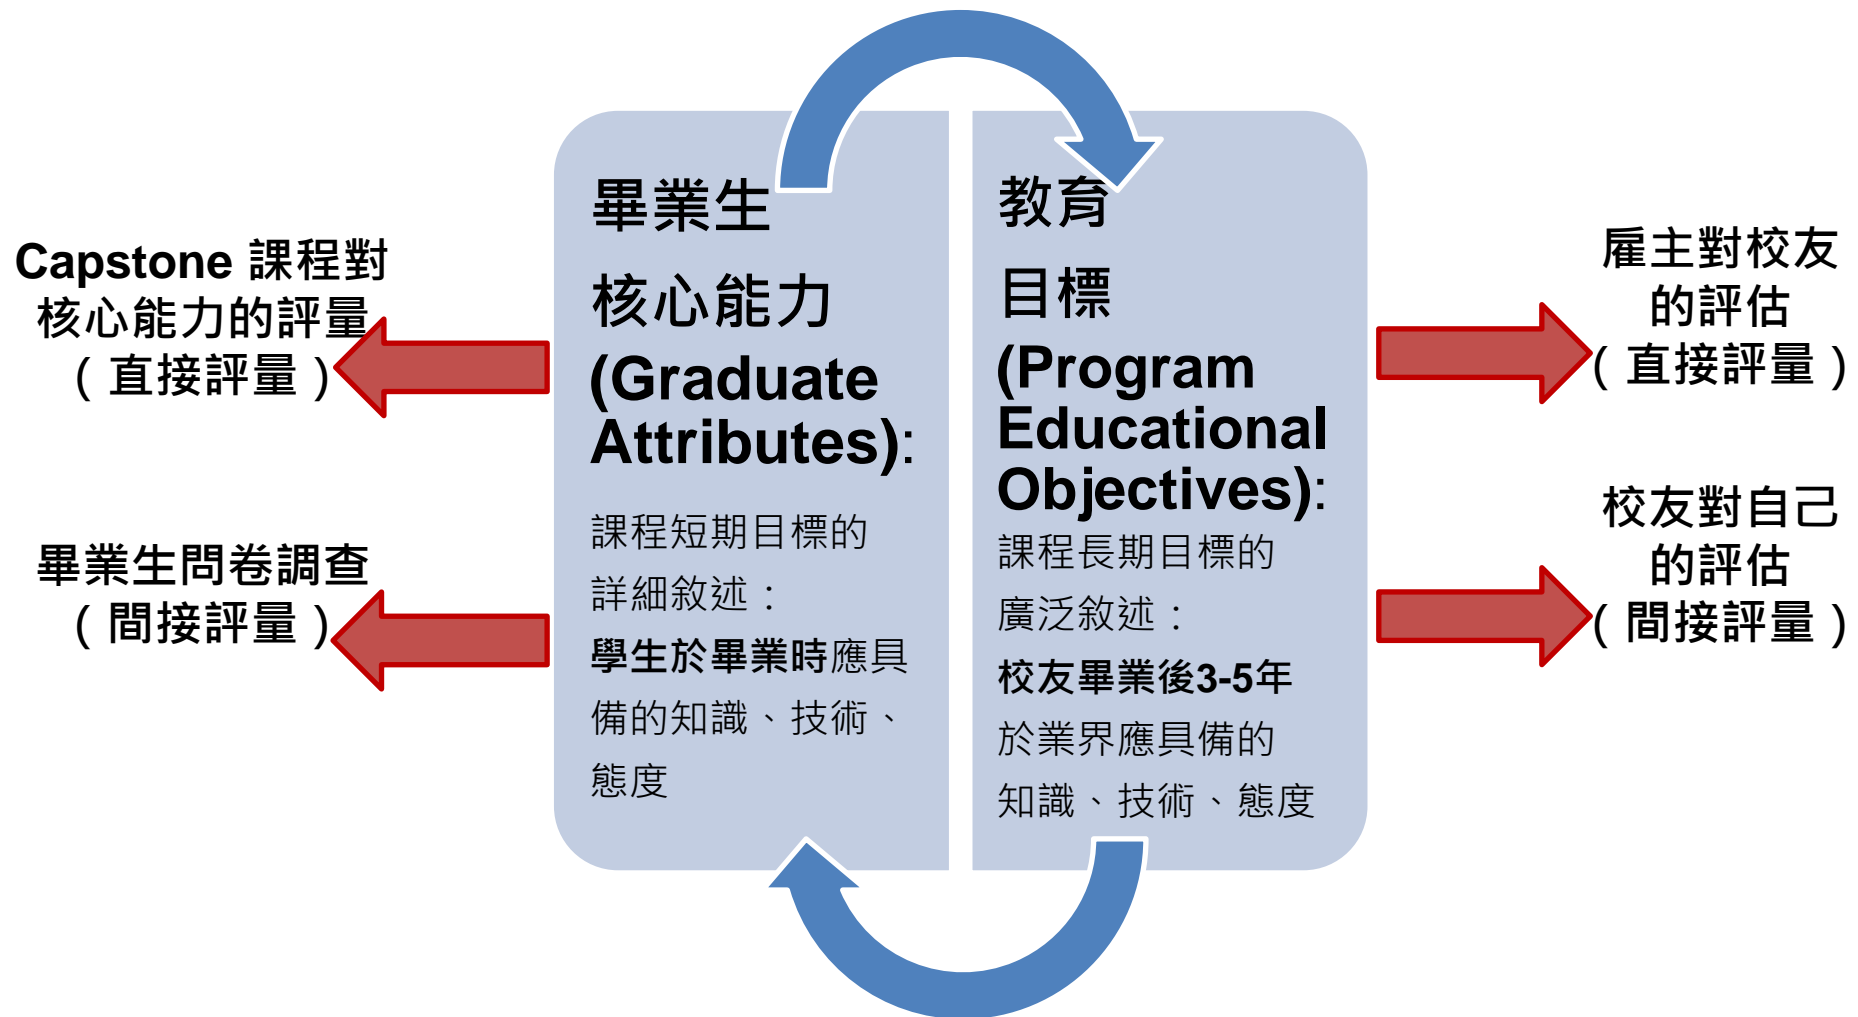 Capstone 課程對
核心能力的評量
（直接評量）
畢業生問卷調查
（間接評量）
畢業生
核心能力
(Graduate
Attributes):
課程短期目標的
詳細敘述：
學生於畢業時應具
備的知識、技術、
態度
教育
目標
(Program
Educational
Objectives):
課程長期目標的
廣泛敘述：
校友畢業後3-5年
於業界應具備的
知識、技術、態度
雇主對校友
的評估
（直接評量）
校友對自己
的評估
（間接評量）